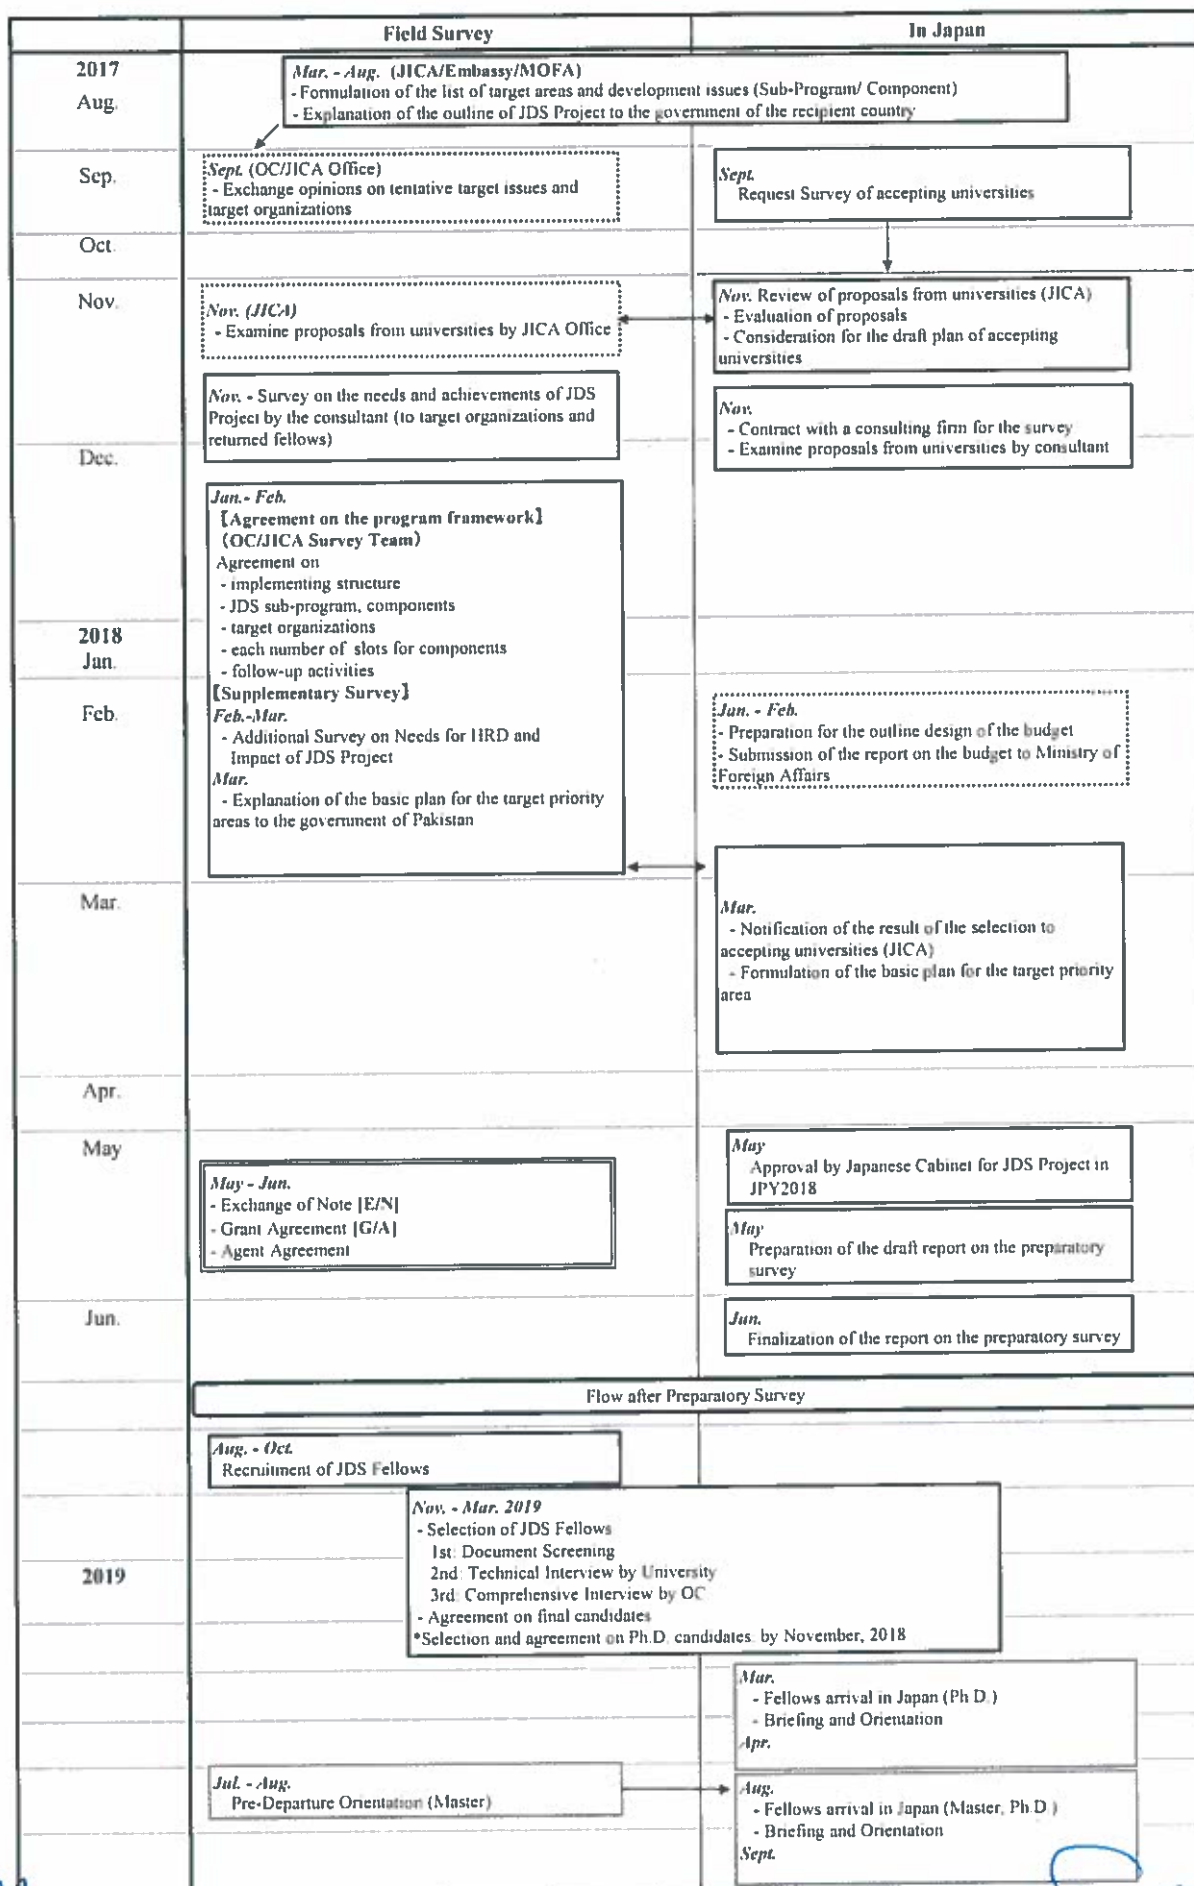 Field Survey
In Japan
2017
Aug.
Mar. - Aug. (JICA/Embassy/MOFA)
- Formulation of the list of target areas and development issues (Sub-Program/ Component)
- Explanation of the outline of JDS Project to the government of the recipient country
Sep.
Sept. (OC/JICA Office)
- Exchange opinions on tentative target issues and
target organizations
Sept.
Request Survey of accepting universities
Oct.
Nov.
Nov. (JICA)
- Examine proposals from universities by JICA Office
Nov. Review of proposals from universities (JICA)
- Evaluation of proposals
- Consideration for the draft plan of accepting
universities
Nov. - Survey on the needs and achievements of JDS
Project by the consultant (to target organizations and
returned fellows)
Nov.
- Contract with a consulting firm for the survey
- Examine proposals from universities by consultant
Dec.
Jan.- Feb.
【Agreement on the program framework】
(OC/JICA Survey Team)
Agreement on
- implementing structure
- JDS sub-program, components
- target organizations
- each number of slots for components
- follow-up activities
【Supplementary Survey】
Feb.-Mar.
- Additional Survey on Needs for HRD and
Impact of JDS Project
Mar.
- Explanation of the basic plan for the target priority
areas to the government of Pakistan
2018
Jan.
Feb.
Jan. - Feb.
- Preparation for the outline design of the budget
- Submission of the report on the budget to Ministry of
Foreign Affairs
Mar.
Mar.
- Notification of the result of the selection to
accepting universities (JICA)
- Formulation of the basic plan for the target priority
area
Apr.
May
May - Jun.
- Exchange of Note [E/N]
- Grant Agreement [G/A]
- Agent Agreement
May
Approval by Japanese Cabinet for JDS Project in
JPY2018
May
Preparation of the draft report on the preparatory
survey
Jun.
Jun.
Finalization of the report on the preparatory survey
Flow after Preparatory Survey
Aug. - Oct.
Recruitment of JDS Fellows
Nov. - Mar. 2019
- Selection of JDS Fellows
1st: Document Screening
2nd: Technical Interview by University
3rd: Comprehensive Interview by OC
- Agreement on final candidates
*Selection and agreement on Ph.D. candidates: by November, 2018
2019
Mar.
- Fellows arrival in Japan (Ph D.)
- Briefing and Orientation
Apr.
Jul. - Aug.
Pre-Departure Orientation (Master)
Aug.
- Fellows arrival in Japan (Master, Ph.D )
- Briefing and Orientation
Sept.